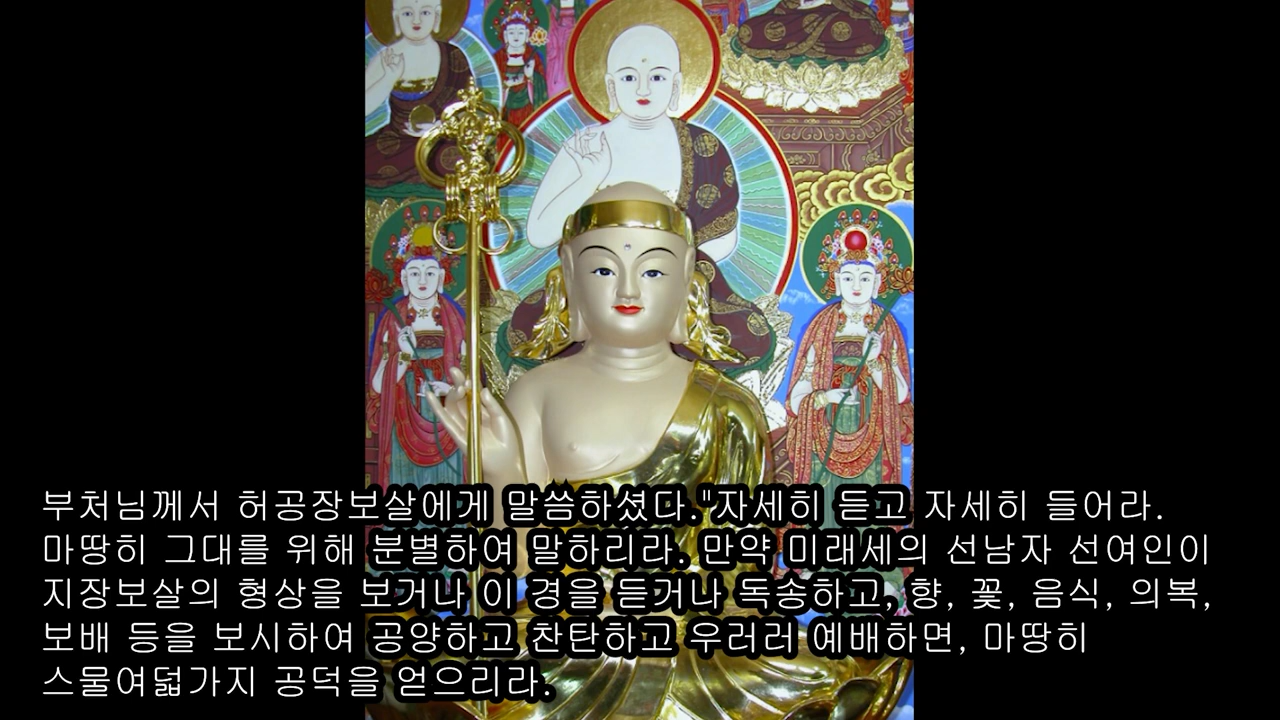 부처님께서 허공장보살에게 말씀하셨다."자세히 듣고 자세히 들어라.
마땅히 그대를 위해 분별하여 말하리라. 만약 미래세의 선남자 선여인이
지장보살의 형상을 보거나 이 경을 듣거나 독송하고, 향, 꽃, 음식, 의복,
보배 등을 보시하여 공양하고 찬탄하고 우러러 예배하면, 마땅히
스물여덟가지 공덕을 얻으리라.